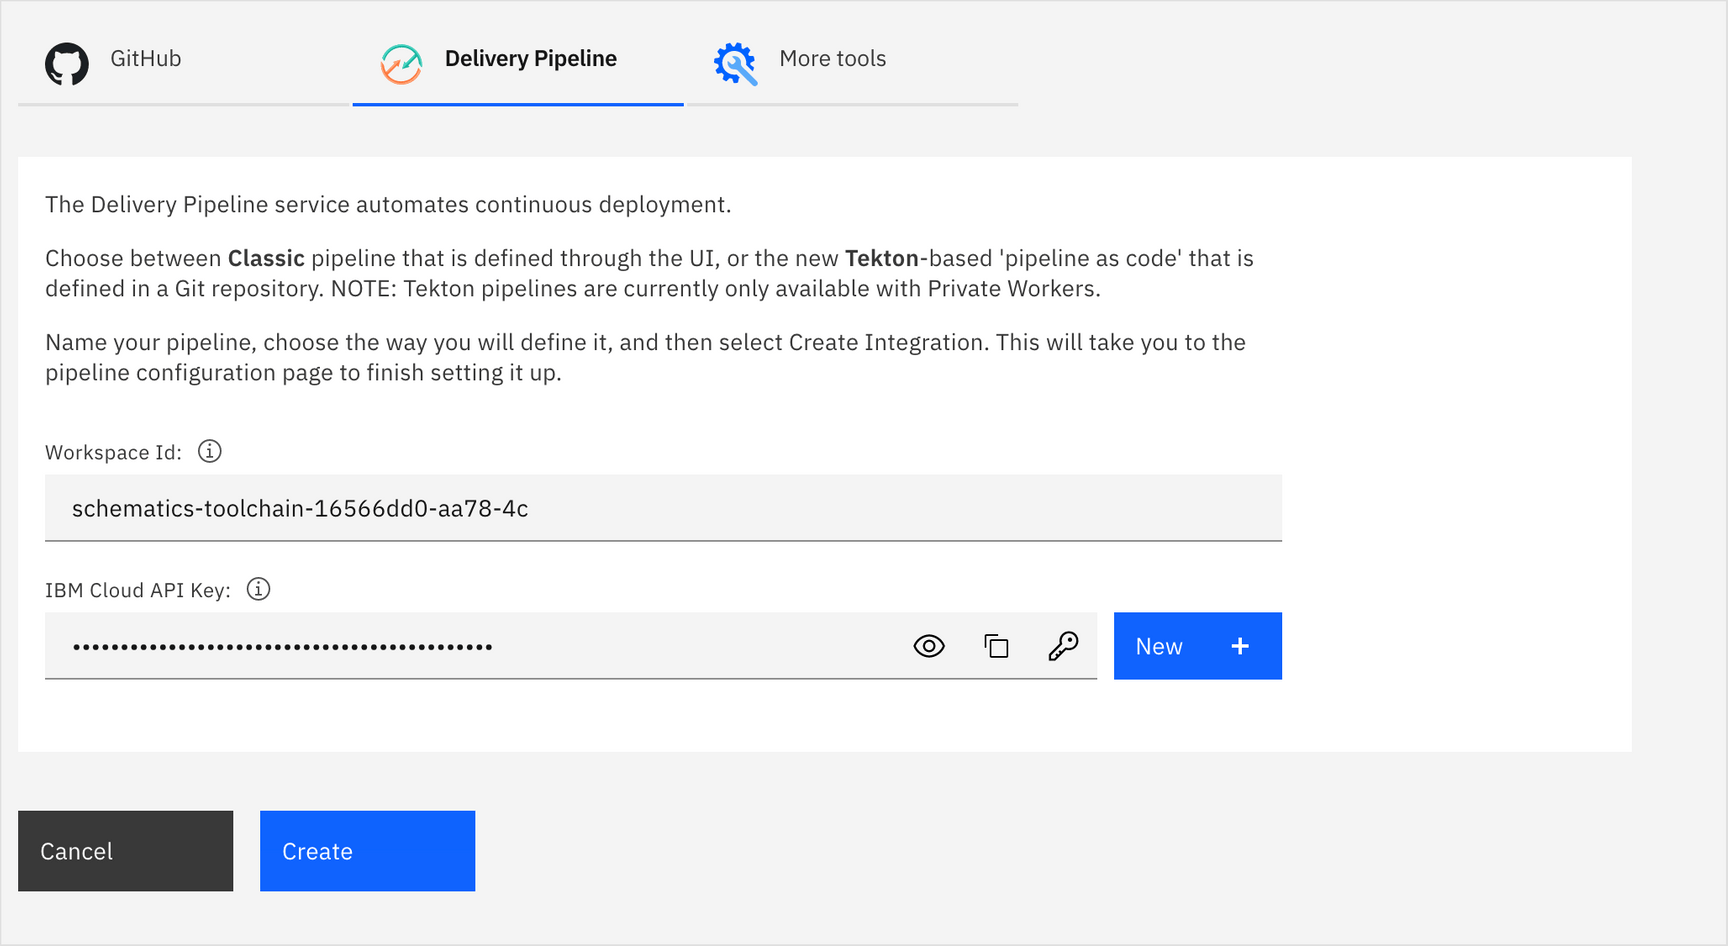 GitHub
Delivery Pipeline
More tools
The Delivery Pipeline service automates continuous deployment.
Choose between Classic pipeline that is defined through the UI, or the new Tekton-based 'pipeline as code' that is
defined in a Git repository. NOTE: Tekton pipelines are currently only available with Private Workers.
Name your pipeline, choose the way you will define it, and then select Create Integration. This will take you to the
pipeline configuration page to finish setting it up.
Workspace Id:
schematics-toolchain-16566dd0-aa78-4c
IBM Cloud API Key:
•••••••••••••••••••••••••••••••••••••••••••• 
New +
Cancel
Create